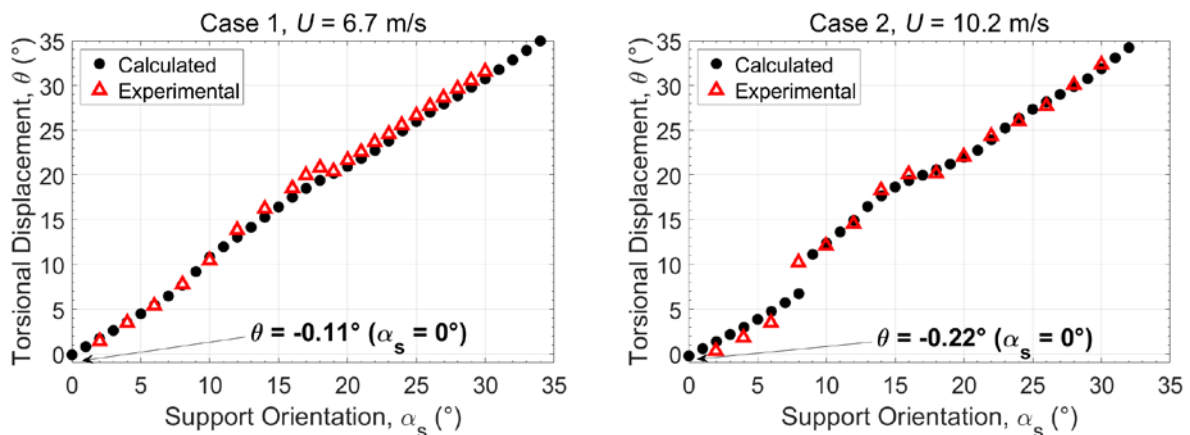 Case 1, U = 6.7 m/s
Torsional Displacement, θ (°)
35
30
25
20
15
10
5
0
Calculated
Experimental
θ = -0.11° (αs = 0°)
0 5 10 15 20 25 30 35
Support Orientation, αs (°)
Case 2, U = 10.2 m/s
Torsional Displacement, θ (°)
35
30
25
20
15
10
5
0
Calculated
Experimental
θ = -0.22° (αs = 0°)
0 5 10 15 20 25 30 35
Support Orientation, αs (°)